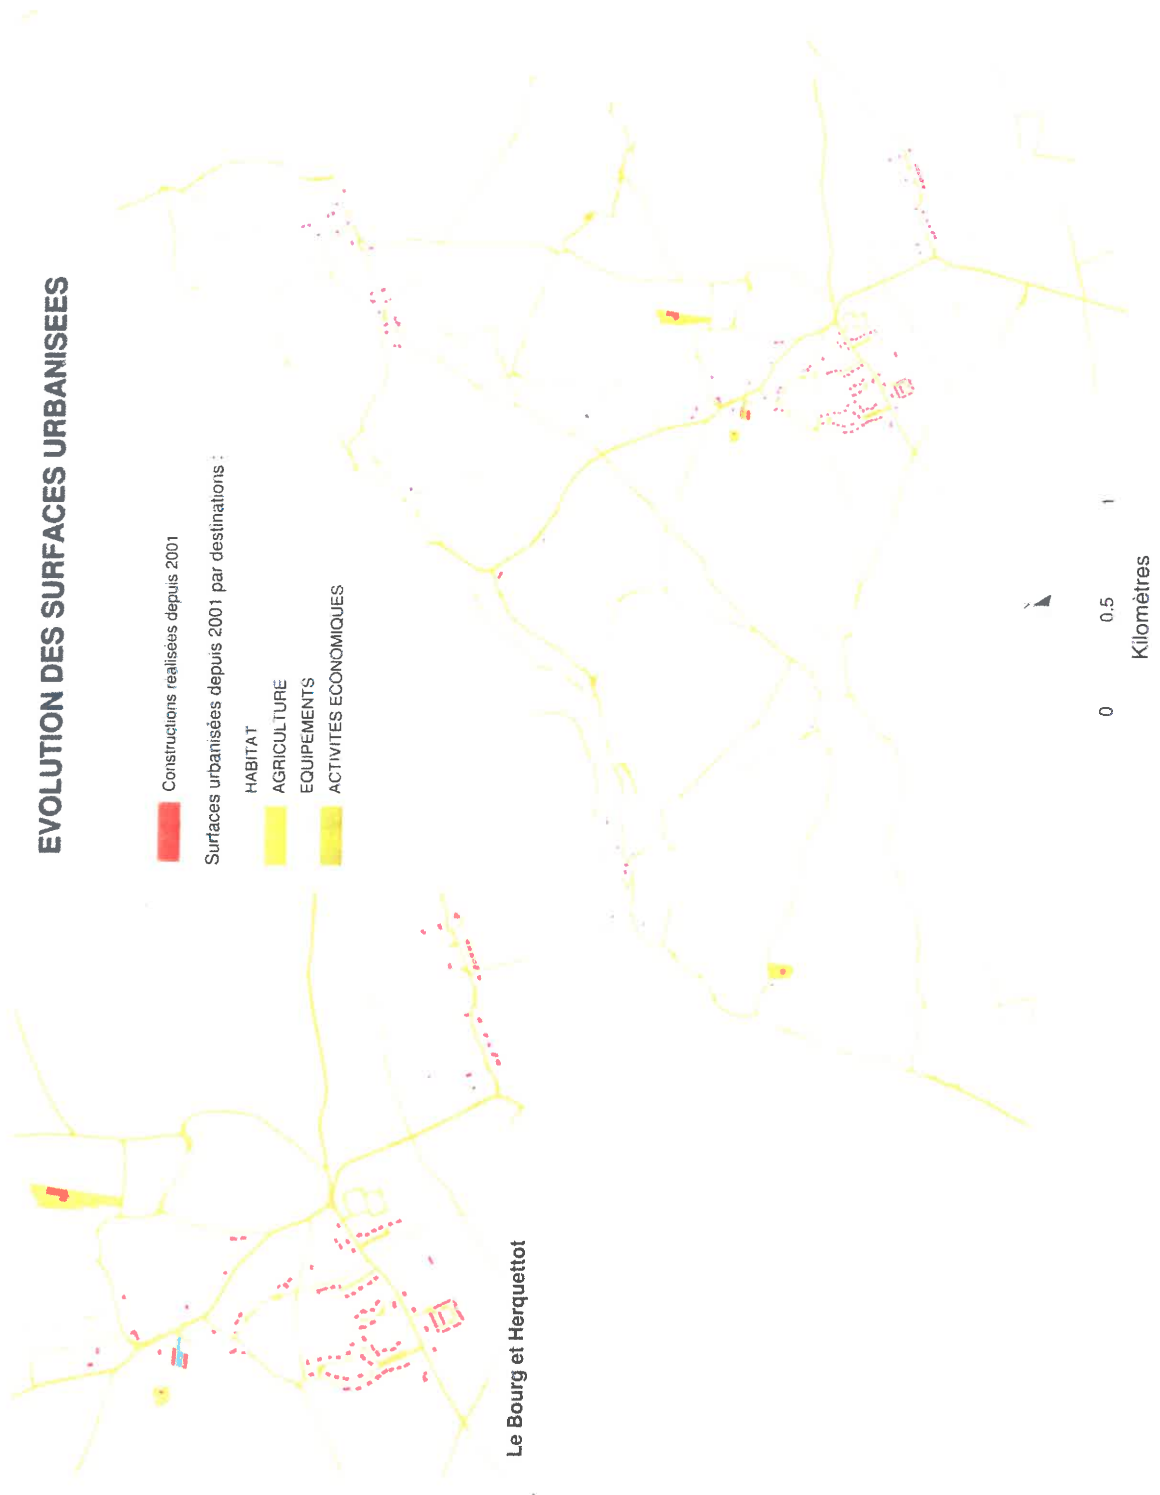 EVOLUTION DES SURFACES URBANISEES
Constructions réalisées depuis 2001
Surfaces urbanisées depuis 2001 par destinations :
HABITAT
AGRICULTURE
EQUIPEMENTS
ACTIVITES ECONOMIQUES
Le Bourg et Herquettot
0 0.5 1
Kilomètres